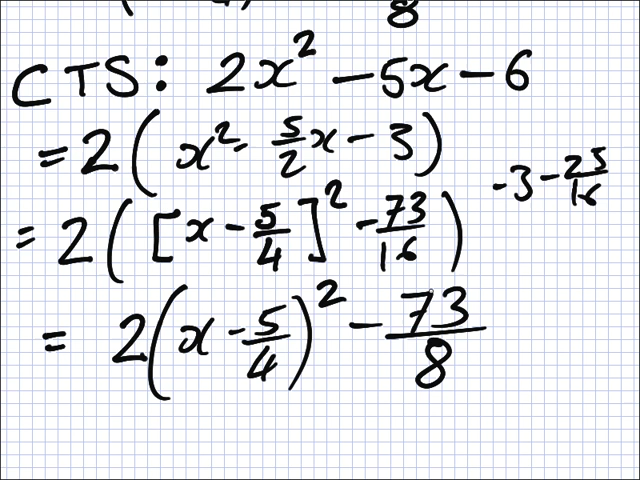 8
CTS: 2x² - 5x - 6
= 2(x² - 5/2 x - 3)
-3 - 25/16
= 2([x - 5/4]² - 73/16)
= 2(x - 5/4)² - 73/8